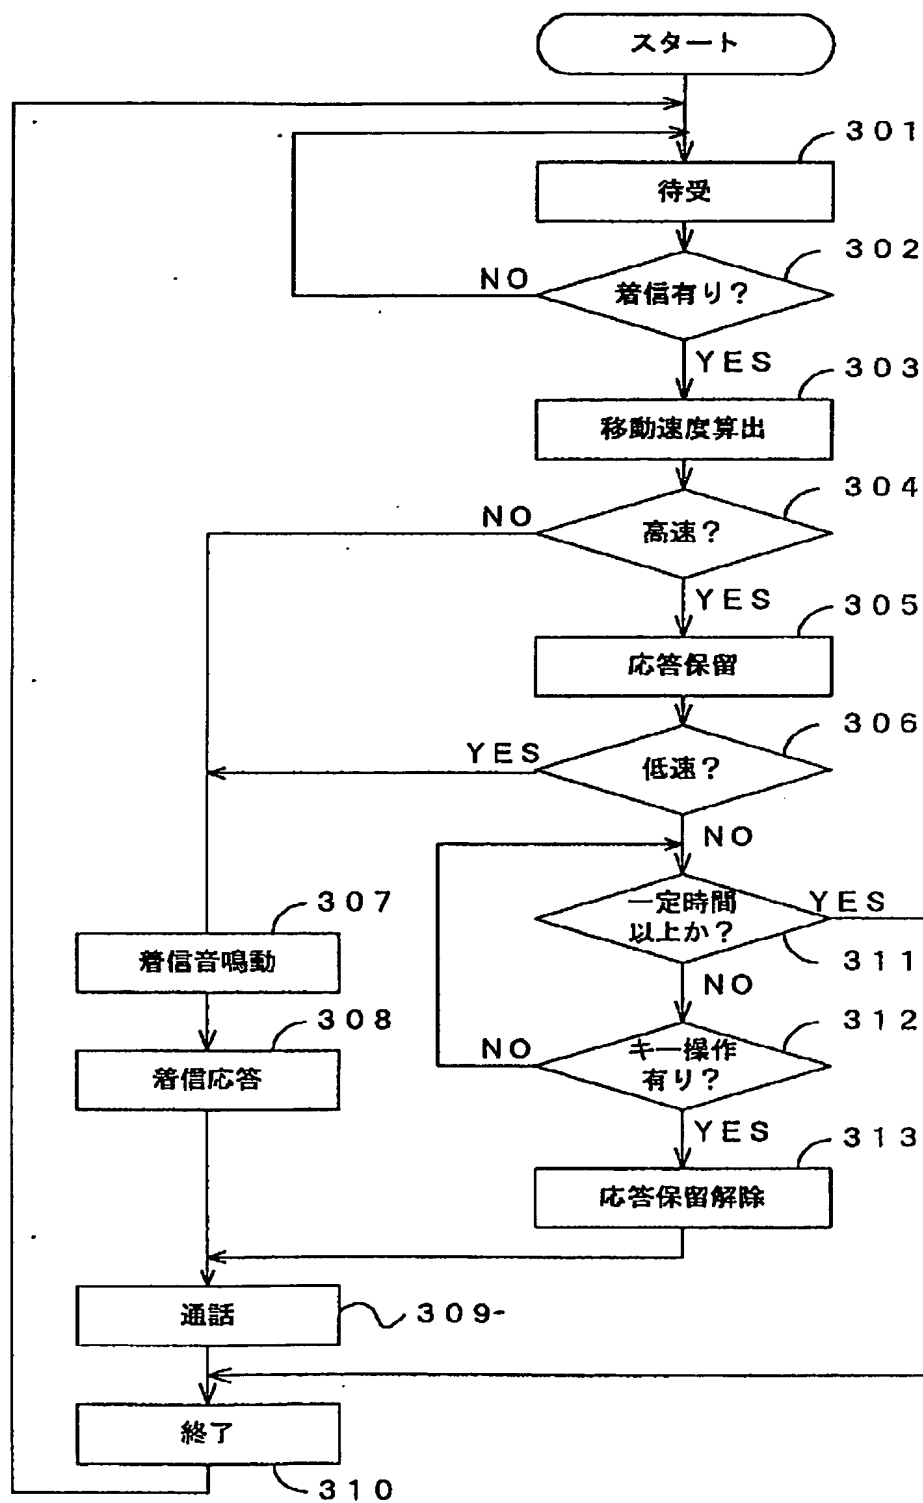 スタート
301
待受
302
NO
着信有り？
YES
303
移動速度算出
304
NO
高速？
YES
305
応答保留
306
YES
低速？
NO
307
一定時間
以上か？
YES
着信音鳴動
311
NO
308
312
NO
キー操作
有り？
着信応答
YES
313
応答保留解除
通話
309
終了
310